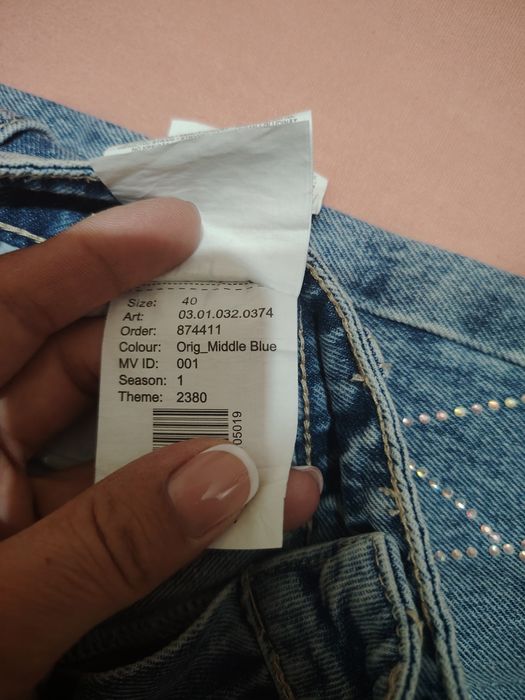 Size: 40
Art: 03.01.032.0374
Order: 874411
Colour: Orig_Middle Blue
MV ID: 001
Season: 1
Theme: 2380
05019